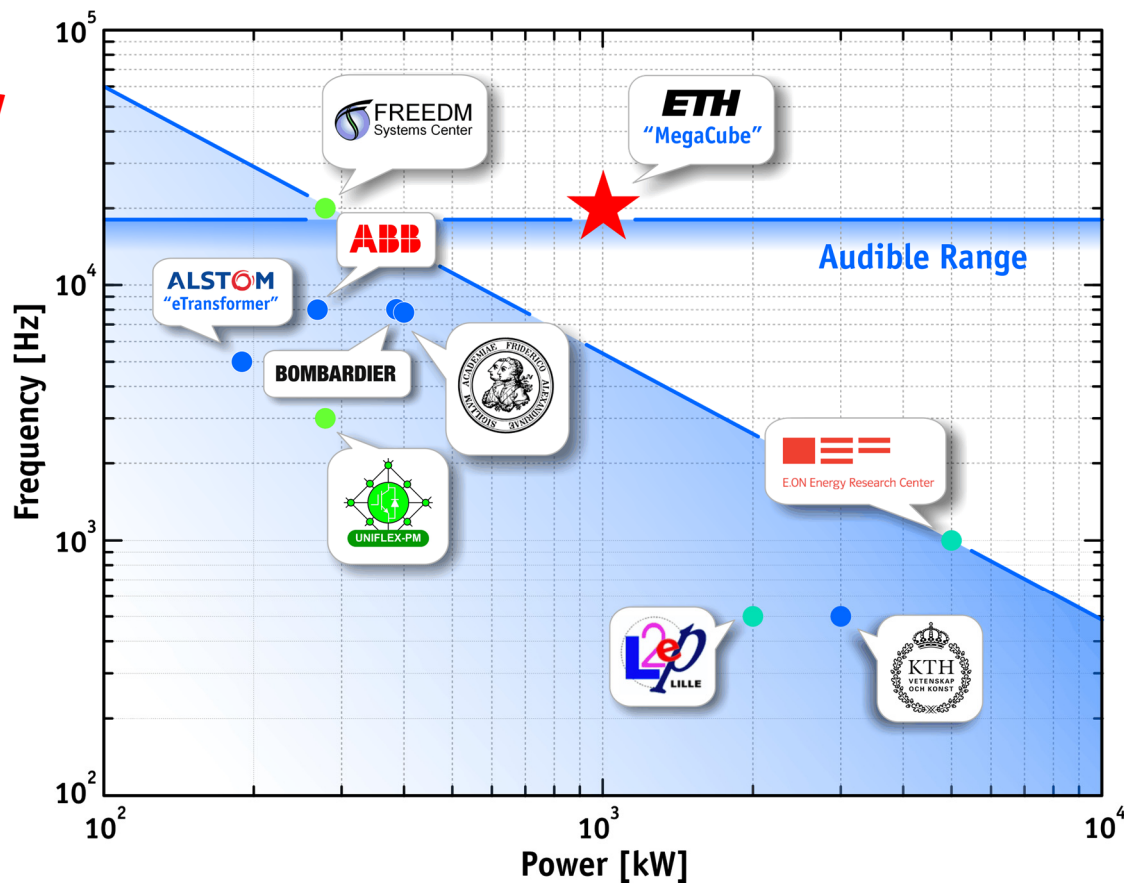 10^5
FREEDM
Systems Center
ETH
“MegaCube”
ABB
ALSTOM
“eTransformer”
Audible Range
10^4
BOMBARDIER
SIGILLVM ACADEMIAE FRIDERICO ALEXANDRINAE
Frequency [Hz]
E.ON Energy Research Center
UNIFLEX-PM
10^3
L2ep
LILLE
KTH
VETENSKAP
OCH KONST
10^2
10^2
10^3
10^4
Power [kW]